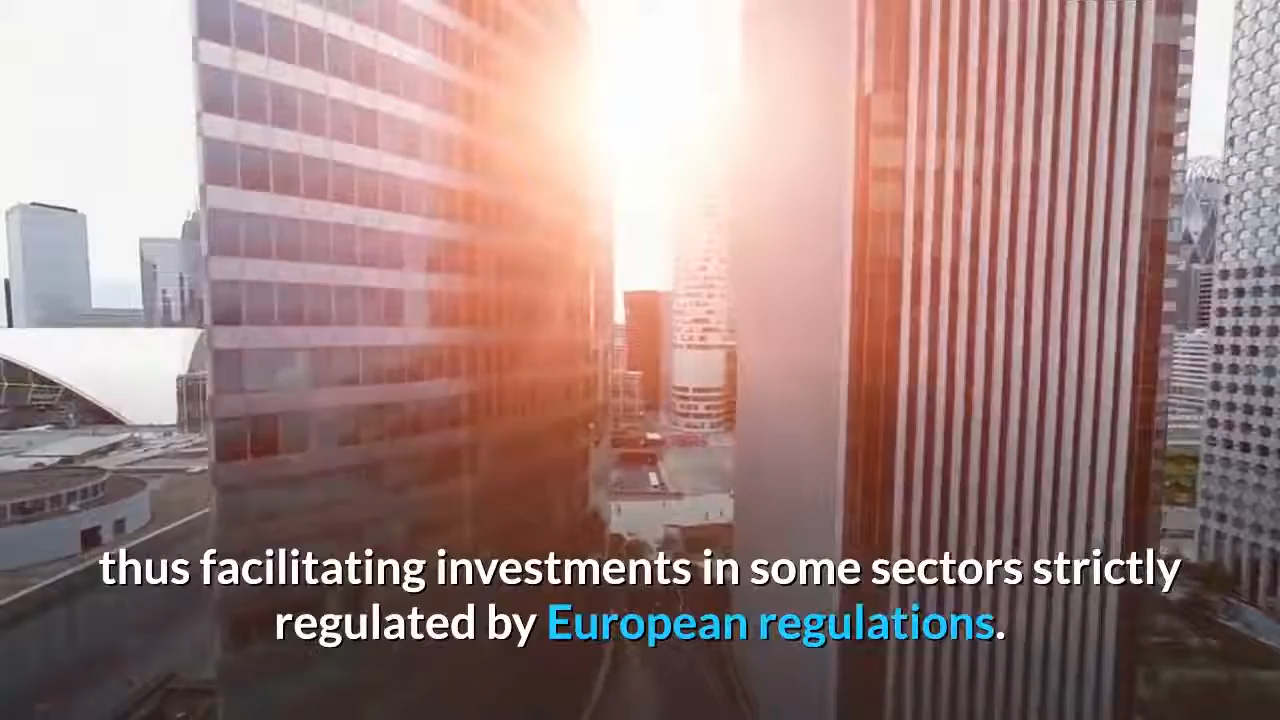 thus facilitating investments in some sectors strictly
regulated by European regulations.